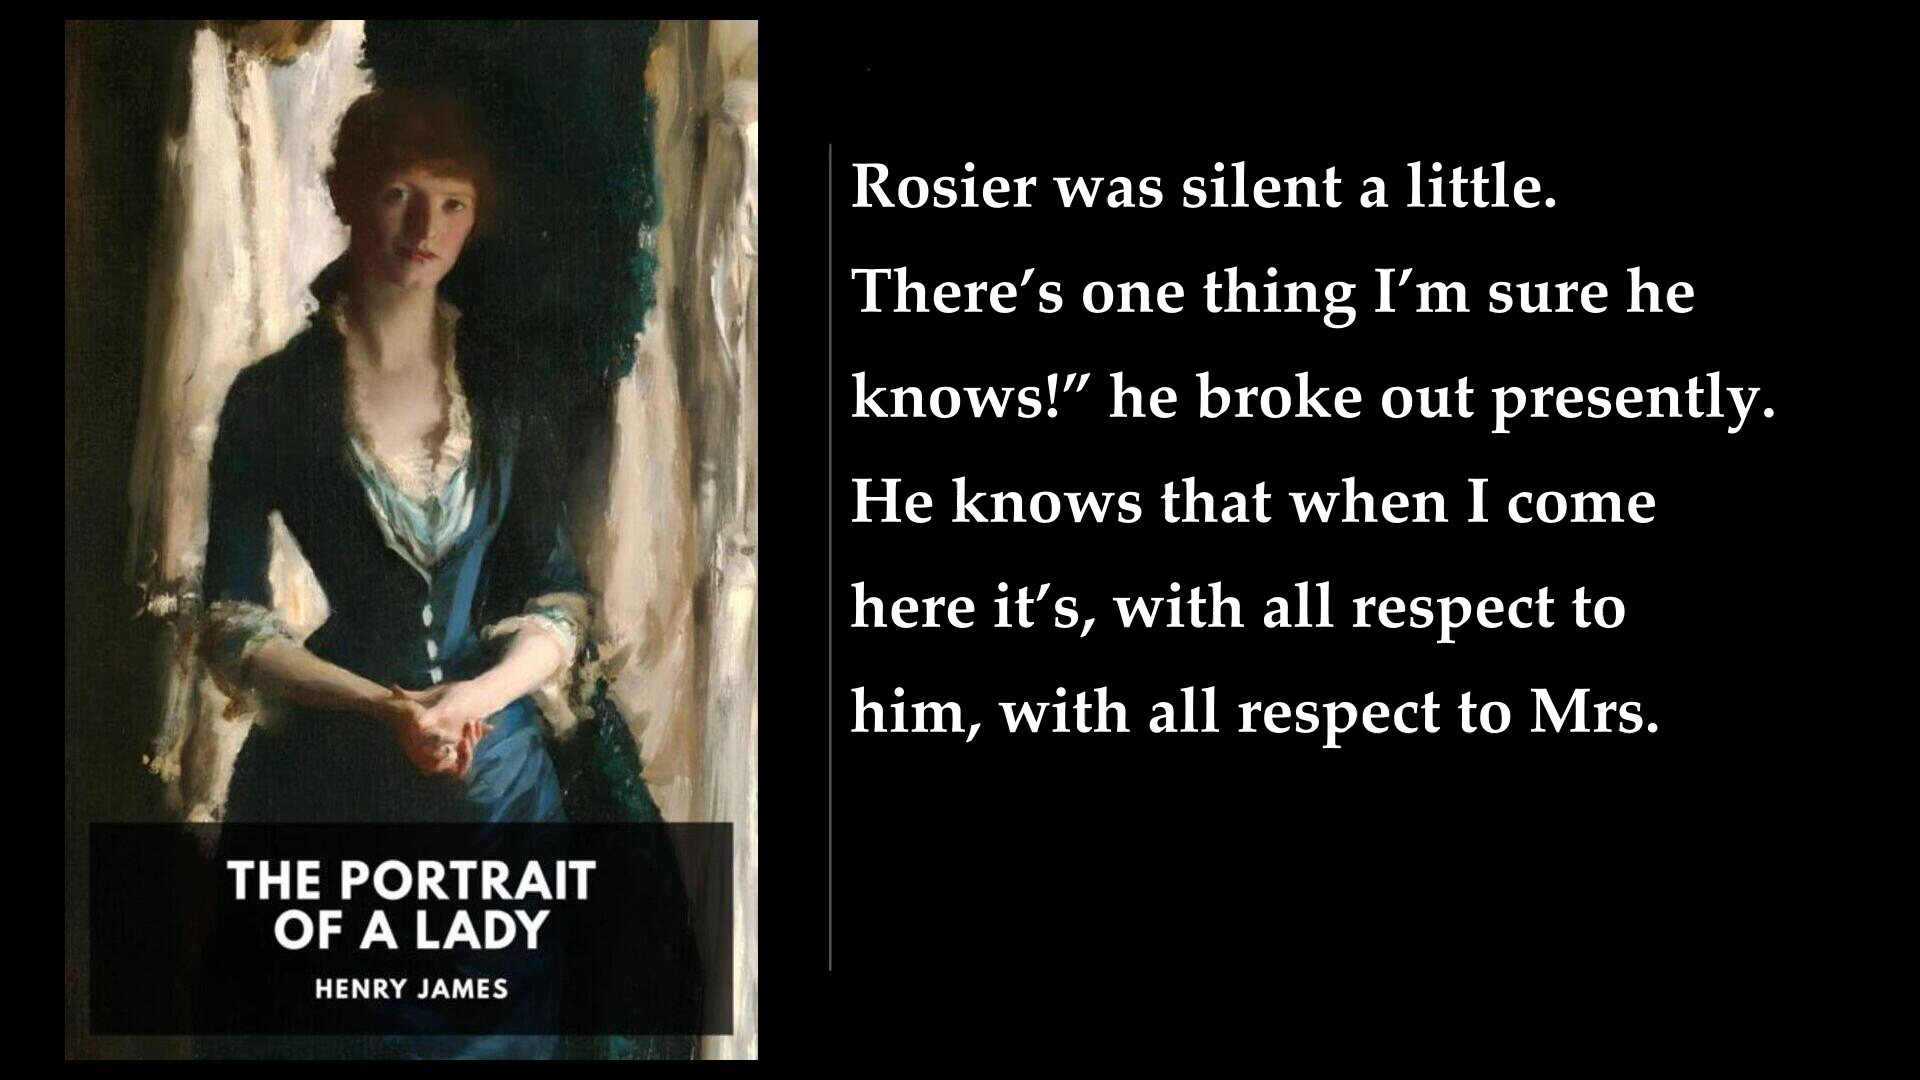 THE PORTRAIT
OF A LADY
HENRY JAMES
Rosier was silent a little.
There’s one thing I’m sure he
knows!” he broke out presently.
He knows that when I come
here it’s, with all respect to
him, with all respect to Mrs.